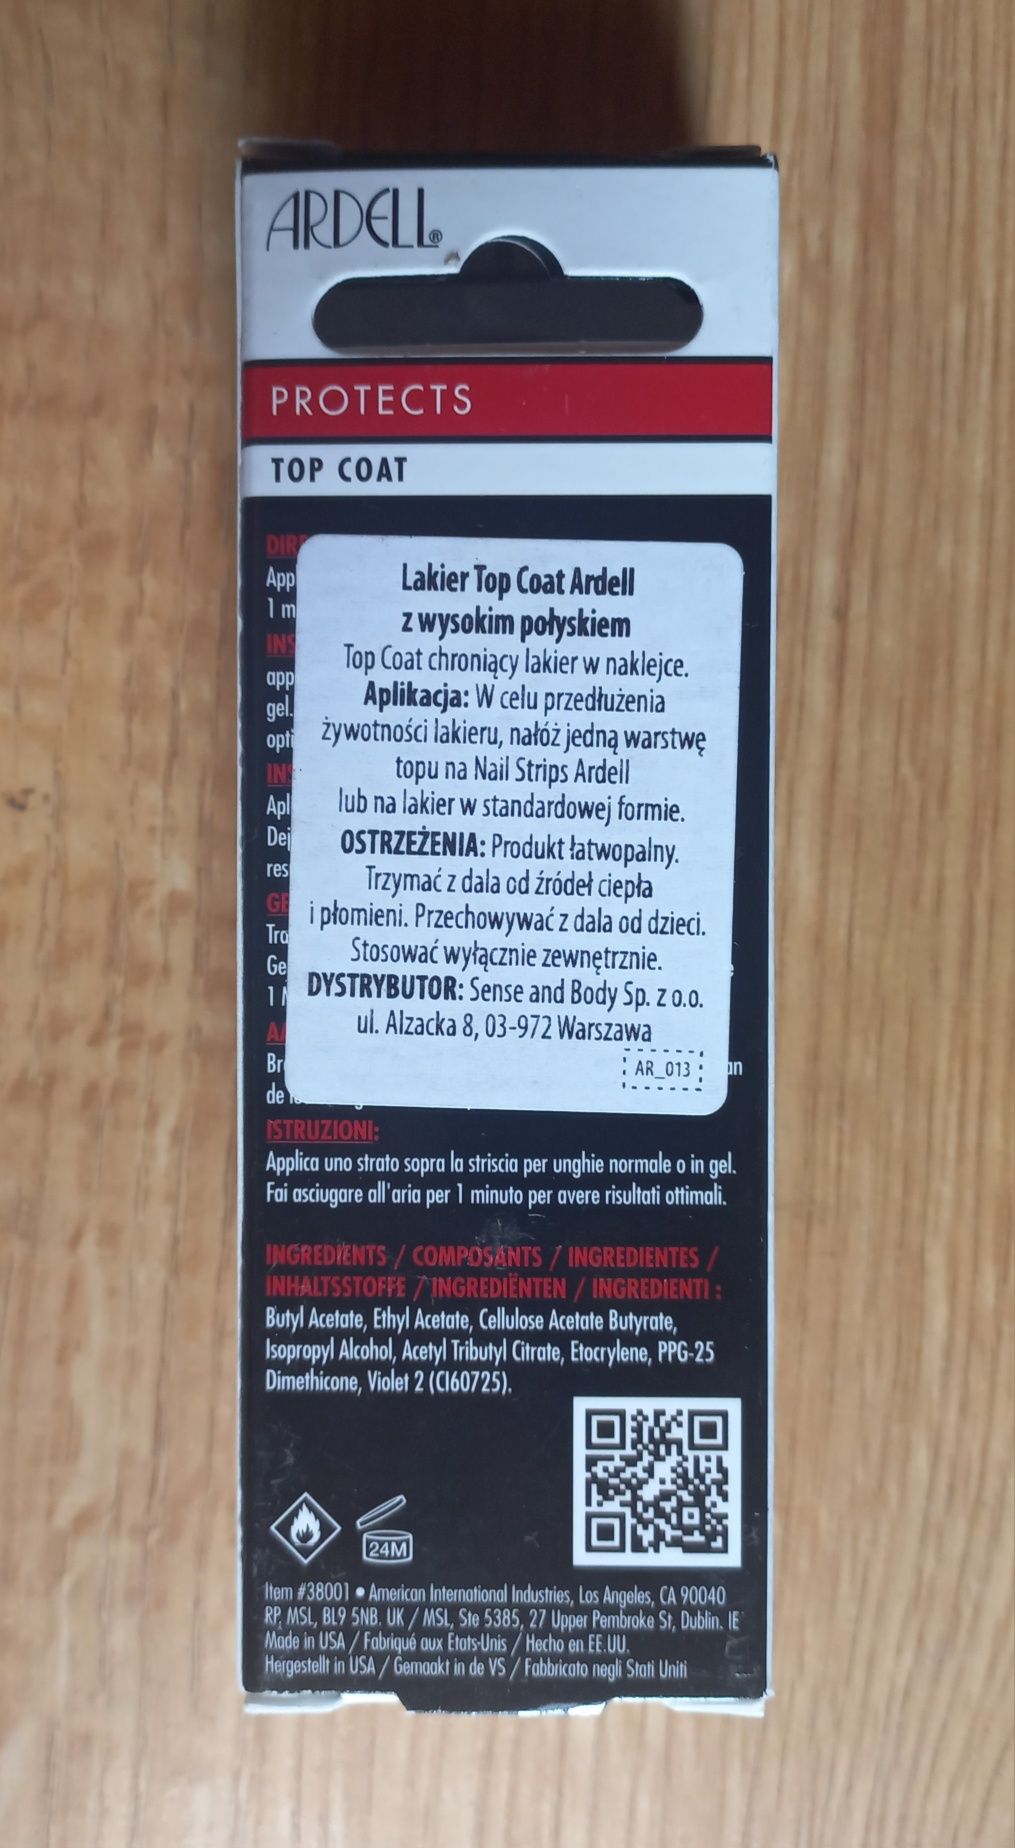 ARDELL®
PROTECTS
TOP COAT
Lakier Top Coat Ardell
z wysokim połyskiem
Top Coat chroniący lakier w naklejce.
Aplikacja: W celu przedłużenia
żywotności lakieru, nałóż jedną warstwę
topu na Nail Strips Ardell
lub na lakier w standardowej formie.
OSTRZEŻENIA: Produkt łatwopalny.
Trzymać z dala od źródeł ciepła
i płomieni. Przechowywać z dala od dzieci.
Stosować wyłącznie zewnętrznie.
DYSTRYBUTOR: Sense and Body Sp. z o.o.
ul. Alzacka 8, 03-972 Warszawa
AR_013
ISTRUZIONI:
Applica uno strato sopra la striscia per unghie normale o in gel.
Fai asciugare all'aria per 1 minuto per avere risultati ottimali.
INGREDIENTS / COMPOSANTS / INGREDIENTES /
INHALTSSTOFFE / INGREDIËNTEN / INGREDIENTI :
Butyl Acetate, Ethyl Acetate, Cellulose Acetate Butyrate,
Isopropyl Alcohol, Acetyl Tributyl Citrate, Etocrylene, PPG-25
Dimethicone, Violet 2 (CI60725).
24M
Item #38001 • American International Industries, Los Angeles, CA 90040
RP, MSL, BL9 5NB. UK / MSL, Ste 5385, 27 Upper Pembroke St, Dublin. IE
Made in USA / Fabriqué aux Etats-Unis / Hecho en EE.UU.
Hergestellt in USA / Gemaakt in de VS / Fabbricato negli Stati Uniti